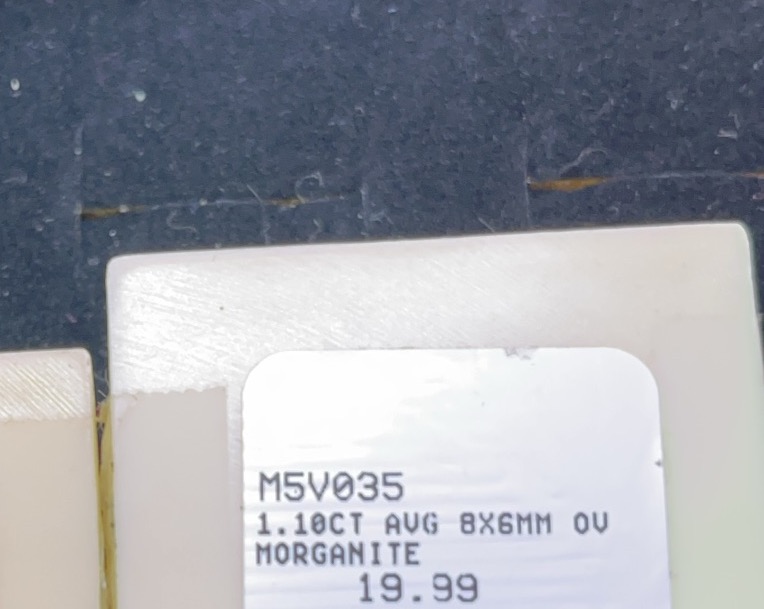 M5V035
1.10CT AVG 8X6MM OV
MORGANITE
19.99